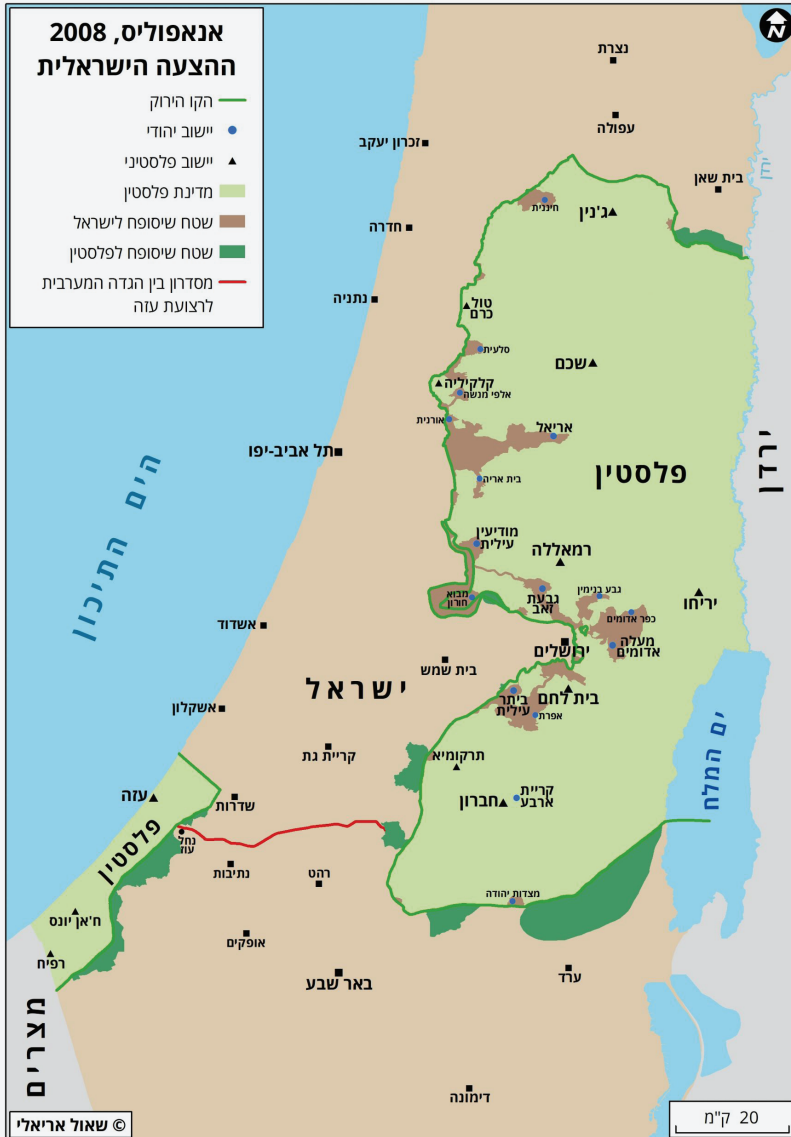 אנאפוליס, 2008
ההצעה הישראלית
הקו הירוק
יישוב יהודי
יישוב פלסטיני
מדינת פלסטין
שטח שיסופח לישראל
שטח שיסופח לפלסטין
מסדרון בין הגדה המערבית
לרצועת עזה
N
נצרת
עפולה
זכרון יעקב
בית שאן
ירדן
חיננית
ג'נין
חדרה
נתניה
טול
כרם
סלעית
שכם
קלקיליה
אלפי מנשה
אורנית
אריאל
תל אביב-יפו
פלסטין
ירדן
בית אריה
הים התיכון
מודיעין
עילית
רמאללה
גבע בנימין
יריחו
מבוא
חורון
גבעת
זאב
כפר אדומים
מעלה
אדומים
אשדוד
ירושלים
בית שמש
ישראל
ביתר
עילית
בית לחם
אפרת
אשקלון
ים המלח
קריית גת
תרקומיא
עזה
שדרות
קריית
ארבע
חברון
פלסטין
נחל
עוז
נתיבות
רהט
מצדות יהודה
ח'אן יונס
אופקים
רפיח
באר שבע
ערד
מצרים
דימונה
20 ק"מ
© שאול אריאלי